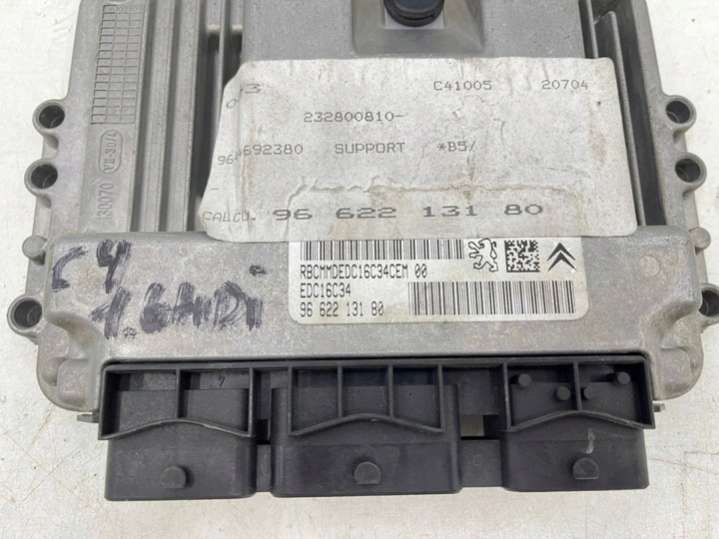 C41005 20704
232800810-
692380 SUPPORT *B5/
CALCU. 96 622 131 80
RBCMMDEDC16C34CEM 00
EDC16C34
96 622 131 80
C4
1.6HDi